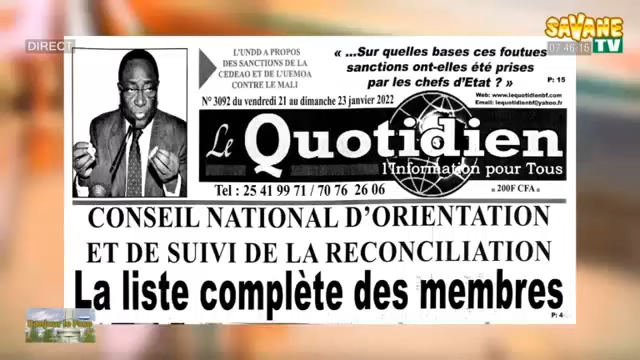 DIRECT
SAVANE
TV
07:46:15
L'UNDD A PROPOS
DES SANCTIONS DE LA
CEDEAO ET DE L'UEMOA
CONTRE LE MALI
« ...Sur quelles bases ces foutues
sanctions ont-elles été prises
par les chefs d'Etat ? »
P: 15
N° 3092 du vendredi 21 au dimanche 23 janvier 2022
Web: www.lequotidienbf.com
Email: lequotidienbf@yahoo.fr
Le Quotidien
l'Information pour Tous
Tel : 25 41 99 71 / 70 76 26 06
200F CFA
CONSEIL NATIONAL D'ORIENTATION
ET DE SUIVI DE LA RECONCILIATION
La liste complète des membres
P: 4
Bonjour le Faso